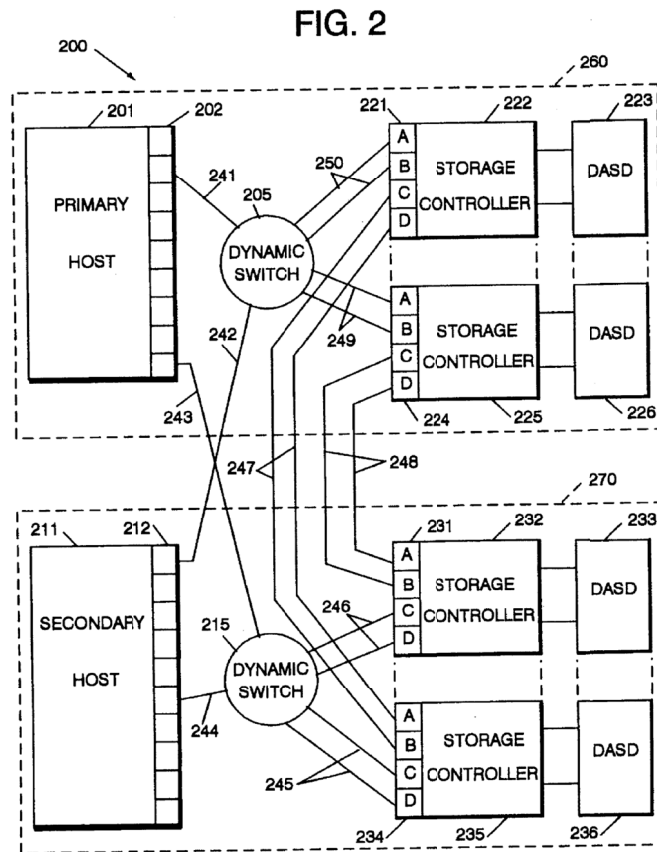 FIG. 2
200
260
201
202
221
222
223
PRIMARY
HOST
241
205
250
DYNAMIC
SWITCH
A
B
C
D
STORAGE
CONTROLLER
DASD
242
243
249
A
B
C
D
STORAGE
CONTROLLER
DASD
224
225
226
247
248
270
211
212
231
232
233
SECONDARY
HOST
215
246
DYNAMIC
SWITCH
A
B
C
D
STORAGE
CONTROLLER
DASD
244
245
A
B
C
D
STORAGE
CONTROLLER
DASD
234
235
236